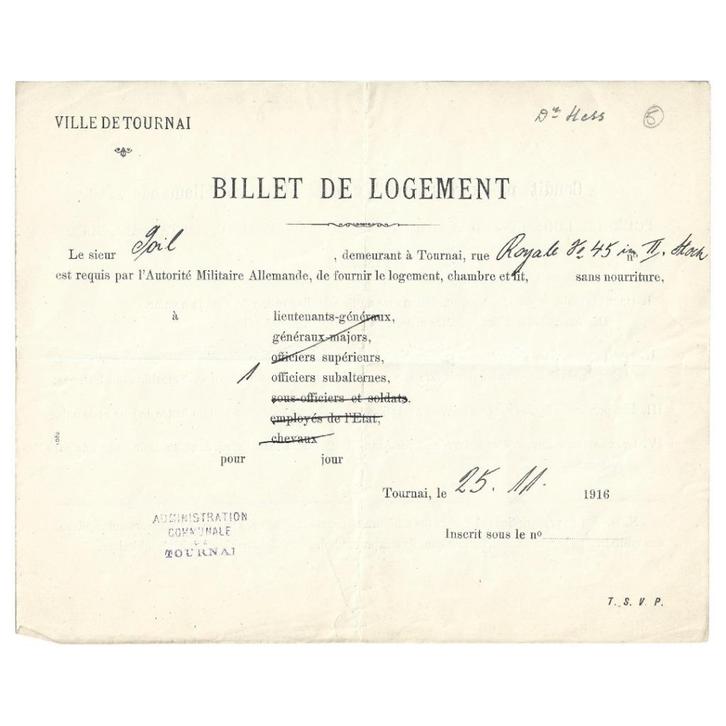 VILLE DE TOURNAI
Dr Hess 5
BILLET DE LOGEMENT
Le sieur Goil , demeurant à Tournai, rue Royale No 45 im II. Stock
est requis par l'Autorité Militaire Allemande, de fournir le logement, chambre et lit, sans nourriture,
à lieutenants-généraux,
généraux-majors,
officiers supérieurs,
1 officiers subalternes,
sous-officiers et soldats.
employés de l'Etat,
chevaux
pour jour
Tournai, le 25. 11. 1916
ADMINISTRATION
COMMUNALE
DE
TOURNAI
Inscrit sous le no
T. S. V. P.